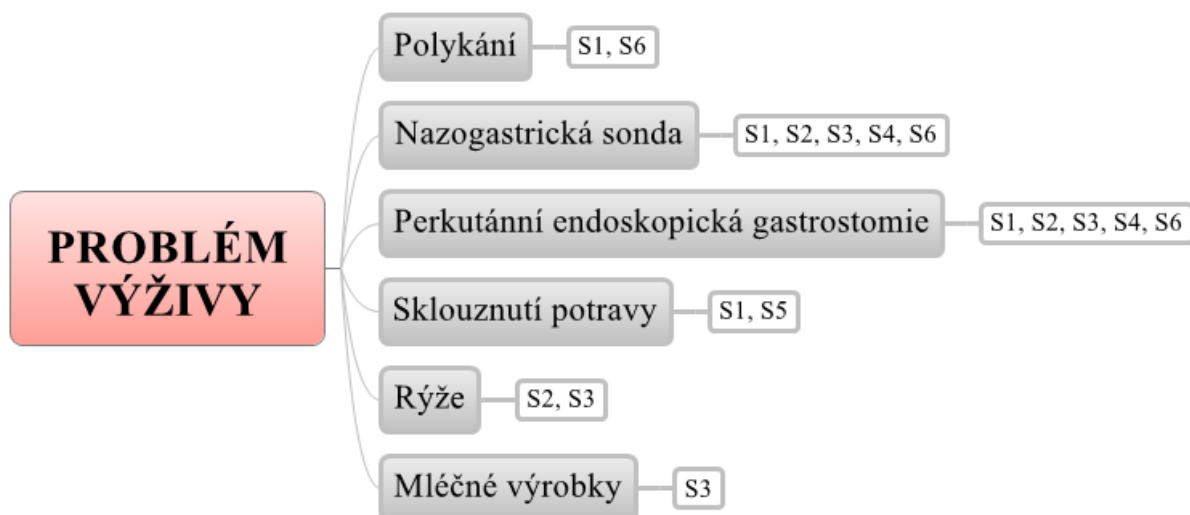 PROBLÉM
VÝŽIVY
Polykání
S1, S6
Nazogastrická sonda
S1, S2, S3, S4, S6
Perkutánní endoskopická gastrostomie
S1, S2, S3, S4, S6
Sklouznutí potravy
S1, S5
Rýže
S2, S3
Mléčné výrobky
S3